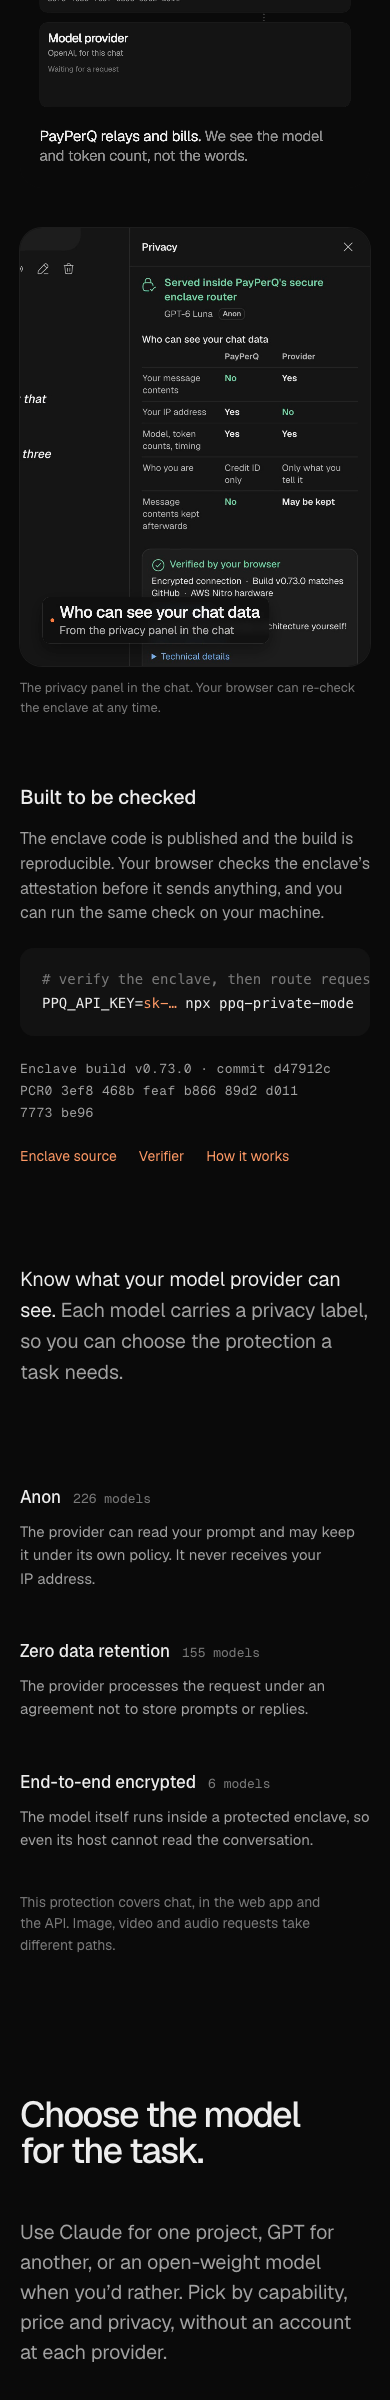 Model provider
OpenAI, for this chat
Waiting for a request
PayPerQ relays and bills. We see the model
and token count, not the words.
Privacy
Served inside PayPerQ's secure
enclave router
GPT-6 Luna Anon
that
three
Who can see your chat data
PayPerQ Provider
Your message
contents
No Yes
Your IP address Yes No
Model, token
counts, timing
Yes Yes
Who you are Credit ID
only
Only what you
tell it
Message
contents kept
afterwards
No May be kept
Verified by your browser
Encrypted connection · Build v0.73.0 matches
GitHub · AWS Nitro hardware
chitecture yourself!
Technical details
Who can see your chat data
From the privacy panel in the chat
The privacy panel in the chat. Your browser can re-check
the enclave at any time.
Built to be checked
The enclave code is published and the build is
reproducible. Your browser checks the enclave's
attestation before it sends anything, and you
can run the same check on your machine.
# verify the enclave, then route reques
PPQ_API_KEY=sk-… npx ppq-private-mode
Enclave build v0.73.0 · commit d47912c
PCR0 3ef8 468b feaf b866 89d2 d011
7773 be96
Enclave source Verifier How it works
Know what your model provider can
see. Each model carries a privacy label,
so you can choose the protection a
task needs.
Anon 226 models
The provider can read your prompt and may keep
it under its own policy. It never receives your
IP address.
Zero data retention 155 models
The provider processes the request under an
agreement not to store prompts or replies.
End-to-end encrypted 6 models
The model itself runs inside a protected enclave, so
even its host cannot read the conversation.
This protection covers chat, in the web app and
the API. Image, video and audio requests take
different paths.
Choose the model
for the task.
Use Claude for one project, GPT for
another, or an open-weight model
when you'd rather. Pick by capability,
price and privacy, without an account
at each provider.